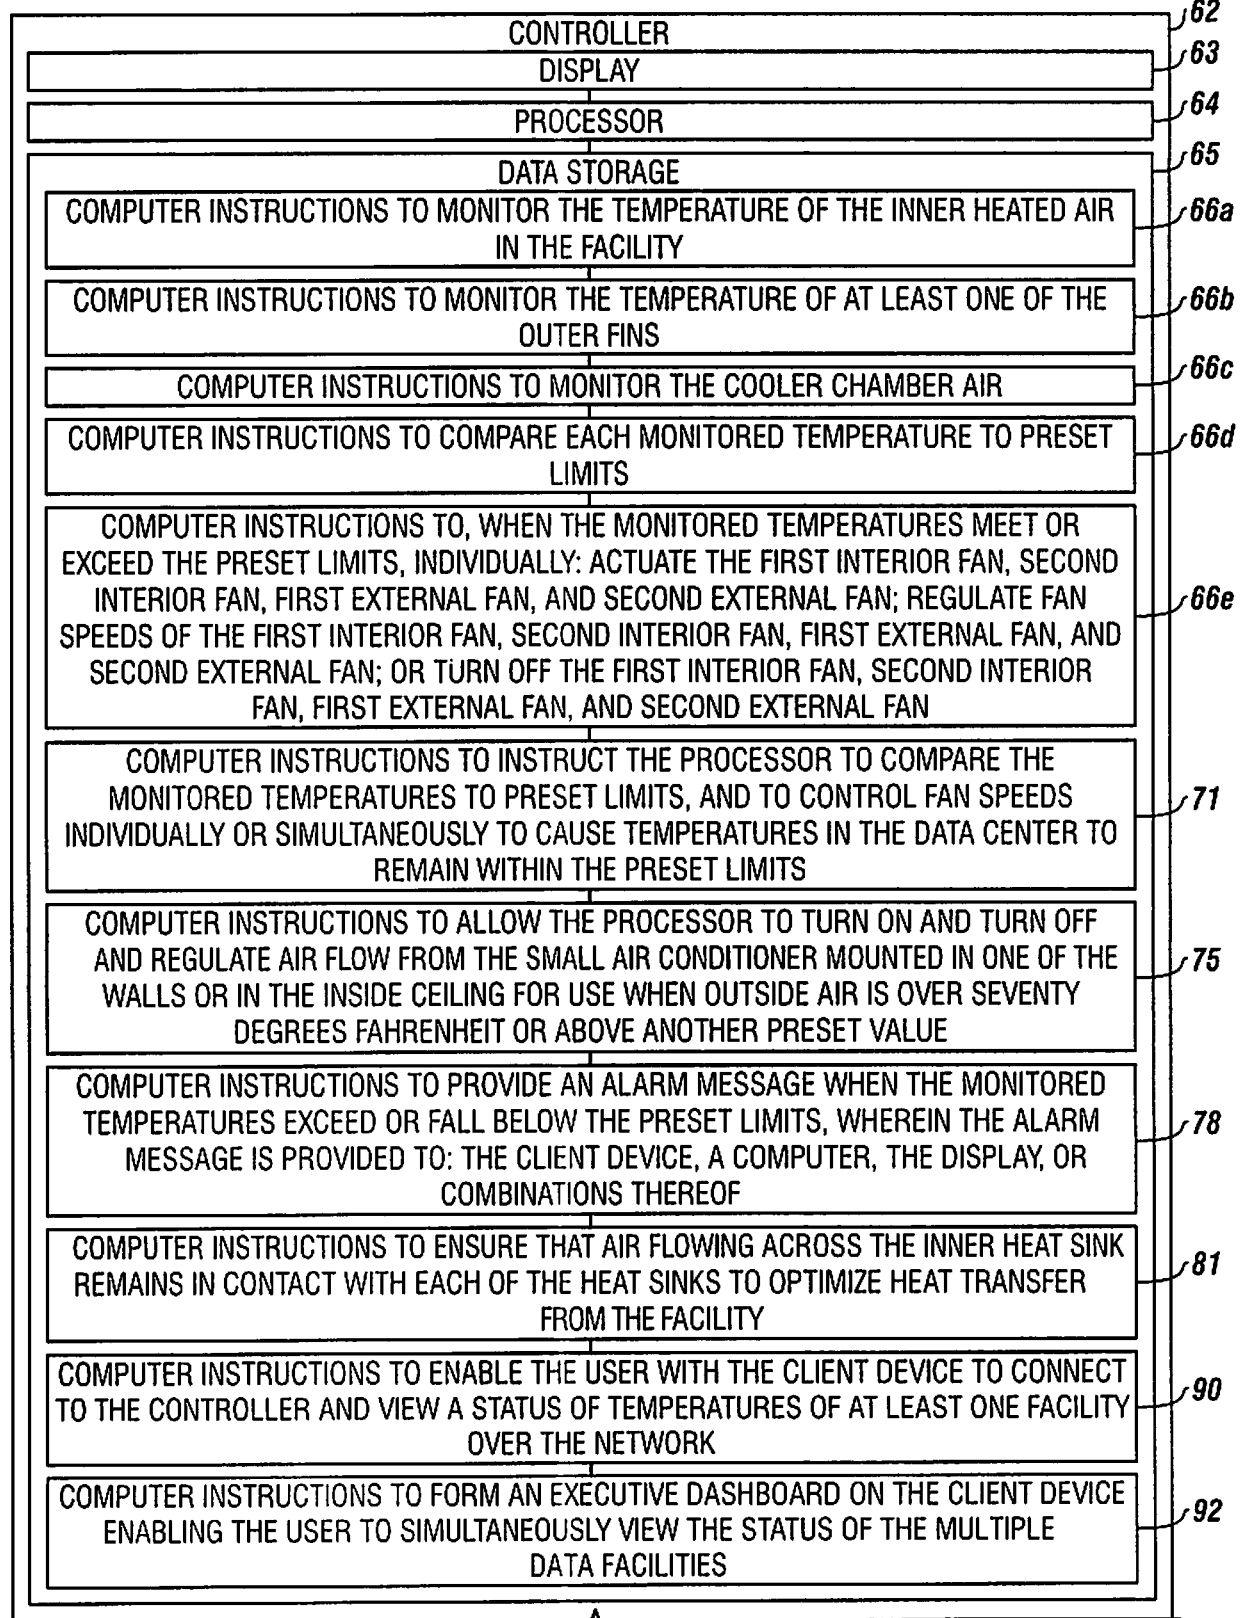 62
CONTROLLER
63
DISPLAY
64
PROCESSOR
65
DATA STORAGE
COMPUTER INSTRUCTIONS TO MONITOR THE TEMPERATURE OF THE INNER HEATED AIR
IN THE FACILITY
66a
COMPUTER INSTRUCTIONS TO MONITOR THE TEMPERATURE OF AT LEAST ONE OF THE
OUTER FINS
66b
COMPUTER INSTRUCTIONS TO MONITOR THE COOLER CHAMBER AIR
66c
COMPUTER INSTRUCTIONS TO COMPARE EACH MONITORED TEMPERATURE TO PRESET
LIMITS
66d
COMPUTER INSTRUCTIONS TO, WHEN THE MONITORED TEMPERATURES MEET OR
EXCEED THE PRESET LIMITS, INDIVIDUALLY: ACTUATE THE FIRST INTERIOR FAN, SECOND
INTERIOR FAN, FIRST EXTERNAL FAN, AND SECOND EXTERNAL FAN; REGULATE FAN
SPEEDS OF THE FIRST INTERIOR FAN, SECOND INTERIOR FAN, FIRST EXTERNAL FAN, AND
SECOND EXTERNAL FAN; OR TURN OFF THE FIRST INTERIOR FAN, SECOND INTERIOR
FAN, FIRST EXTERNAL FAN, AND SECOND EXTERNAL FAN
66e
COMPUTER INSTRUCTIONS TO INSTRUCT THE PROCESSOR TO COMPARE THE
MONITORED TEMPERATURES TO PRESET LIMITS, AND TO CONTROL FAN SPEEDS
INDIVIDUALLY OR SIMULTANEOUSLY TO CAUSE TEMPERATURES IN THE DATA CENTER TO
REMAIN WITHIN THE PRESET LIMITS
71
COMPUTER INSTRUCTIONS TO ALLOW THE PROCESSOR TO TURN ON AND TURN OFF
AND REGULATE AIR FLOW FROM THE SMALL AIR CONDITIONER MOUNTED IN ONE OF THE
WALLS OR IN THE INSIDE CEILING FOR USE WHEN OUTSIDE AIR IS OVER SEVENTY
DEGREES FAHRENHEIT OR ABOVE ANOTHER PRESET VALUE
75
COMPUTER INSTRUCTIONS TO PROVIDE AN ALARM MESSAGE WHEN THE MONITORED
TEMPERATURES EXCEED OR FALL BELOW THE PRESET LIMITS, WHEREIN THE ALARM
MESSAGE IS PROVIDED TO: THE CLIENT DEVICE, A COMPUTER, THE DISPLAY, OR
COMBINATIONS THEREOF
78
COMPUTER INSTRUCTIONS TO ENSURE THAT AIR FLOWING ACROSS THE INNER HEAT SINK
REMAINS IN CONTACT WITH EACH OF THE HEAT SINKS TO OPTIMIZE HEAT TRANSFER
FROM THE FACILITY
81
COMPUTER INSTRUCTIONS TO ENABLE THE USER WITH THE CLIENT DEVICE TO CONNECT
TO THE CONTROLLER AND VIEW A STATUS OF TEMPERATURES OF AT LEAST ONE FACILITY
OVER THE NETWORK
90
COMPUTER INSTRUCTIONS TO FORM AN EXECUTIVE DASHBOARD ON THE CLIENT DEVICE
ENABLING THE USER TO SIMULTANEOUSLY VIEW THE STATUS OF THE MULTIPLE
DATA FACILITIES
92